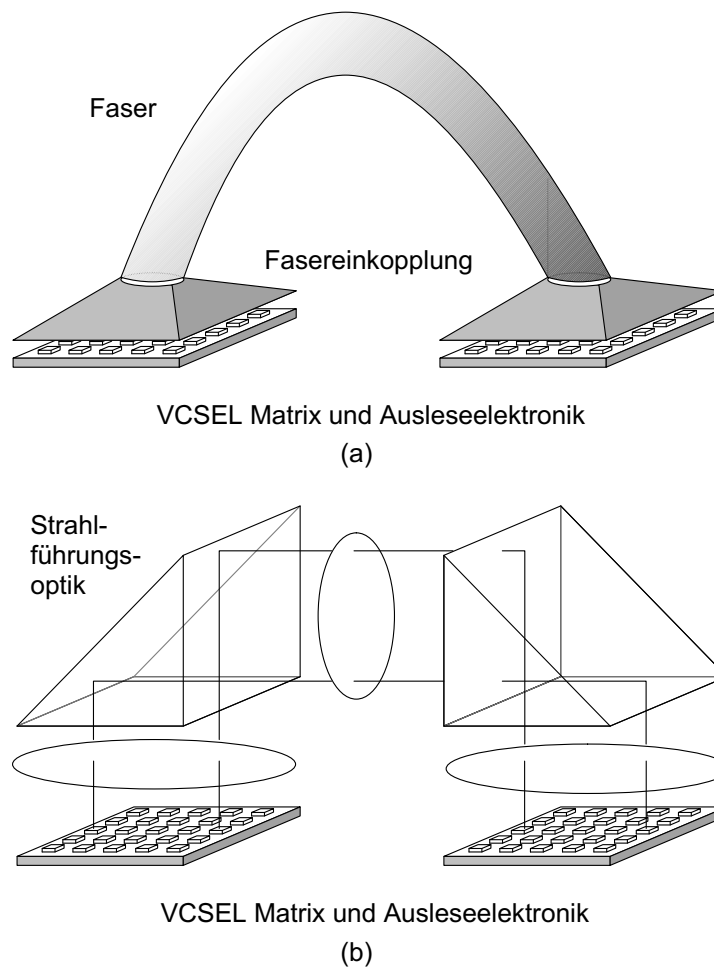 Faser
Fasereinkopplung
VCSEL Matrix und Ausleseelektronik
(a)
Strahl-
führungs-
optik
VCSEL Matrix und Ausleseelektronik
(b)